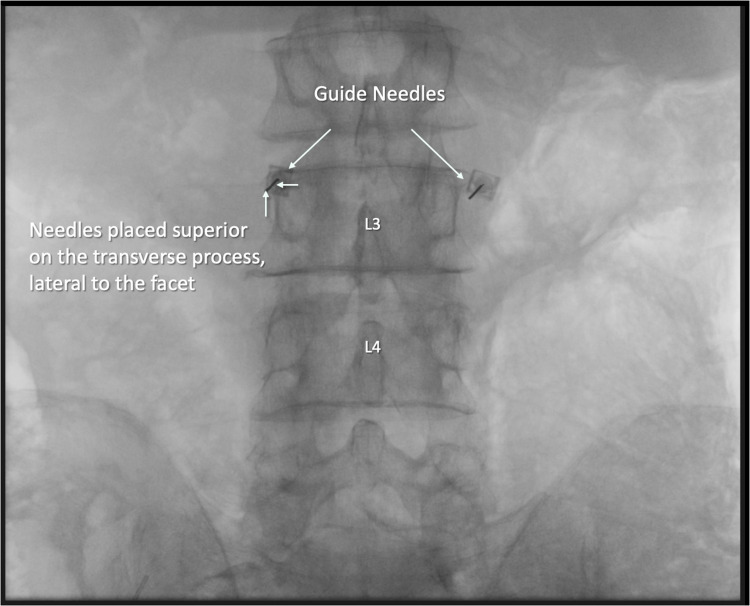 Guide Needles
Needles placed superior
on the transverse process,
lateral to the facet
L3
L4